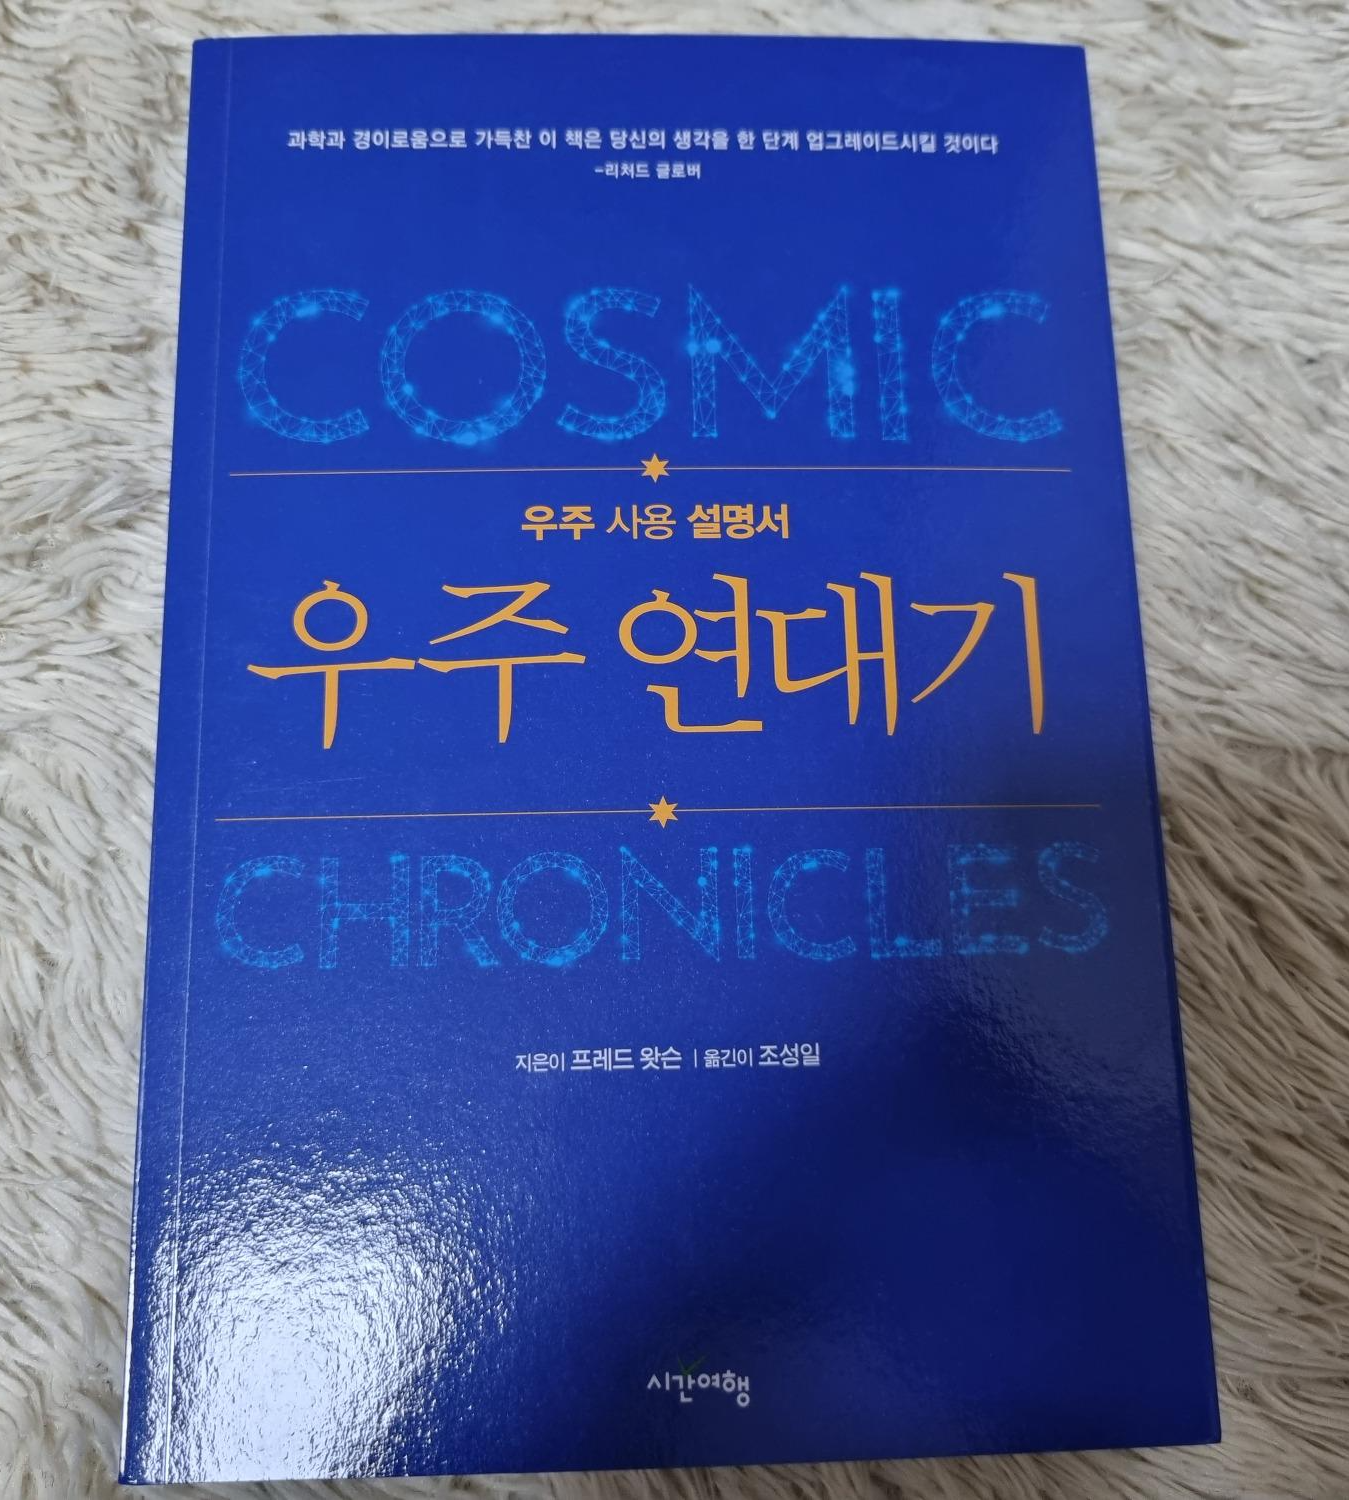 과학과 경이로움으로 가득찬 이 책은 당신의 생각을 한 단계 업그레이드시킬 것이다
-리처드 글로버
COSMIC
우주 사용 설명서
우주 연대기
CHRONICLES
지은이 프레드 왓슨 | 옮긴이 조성일
시간여행